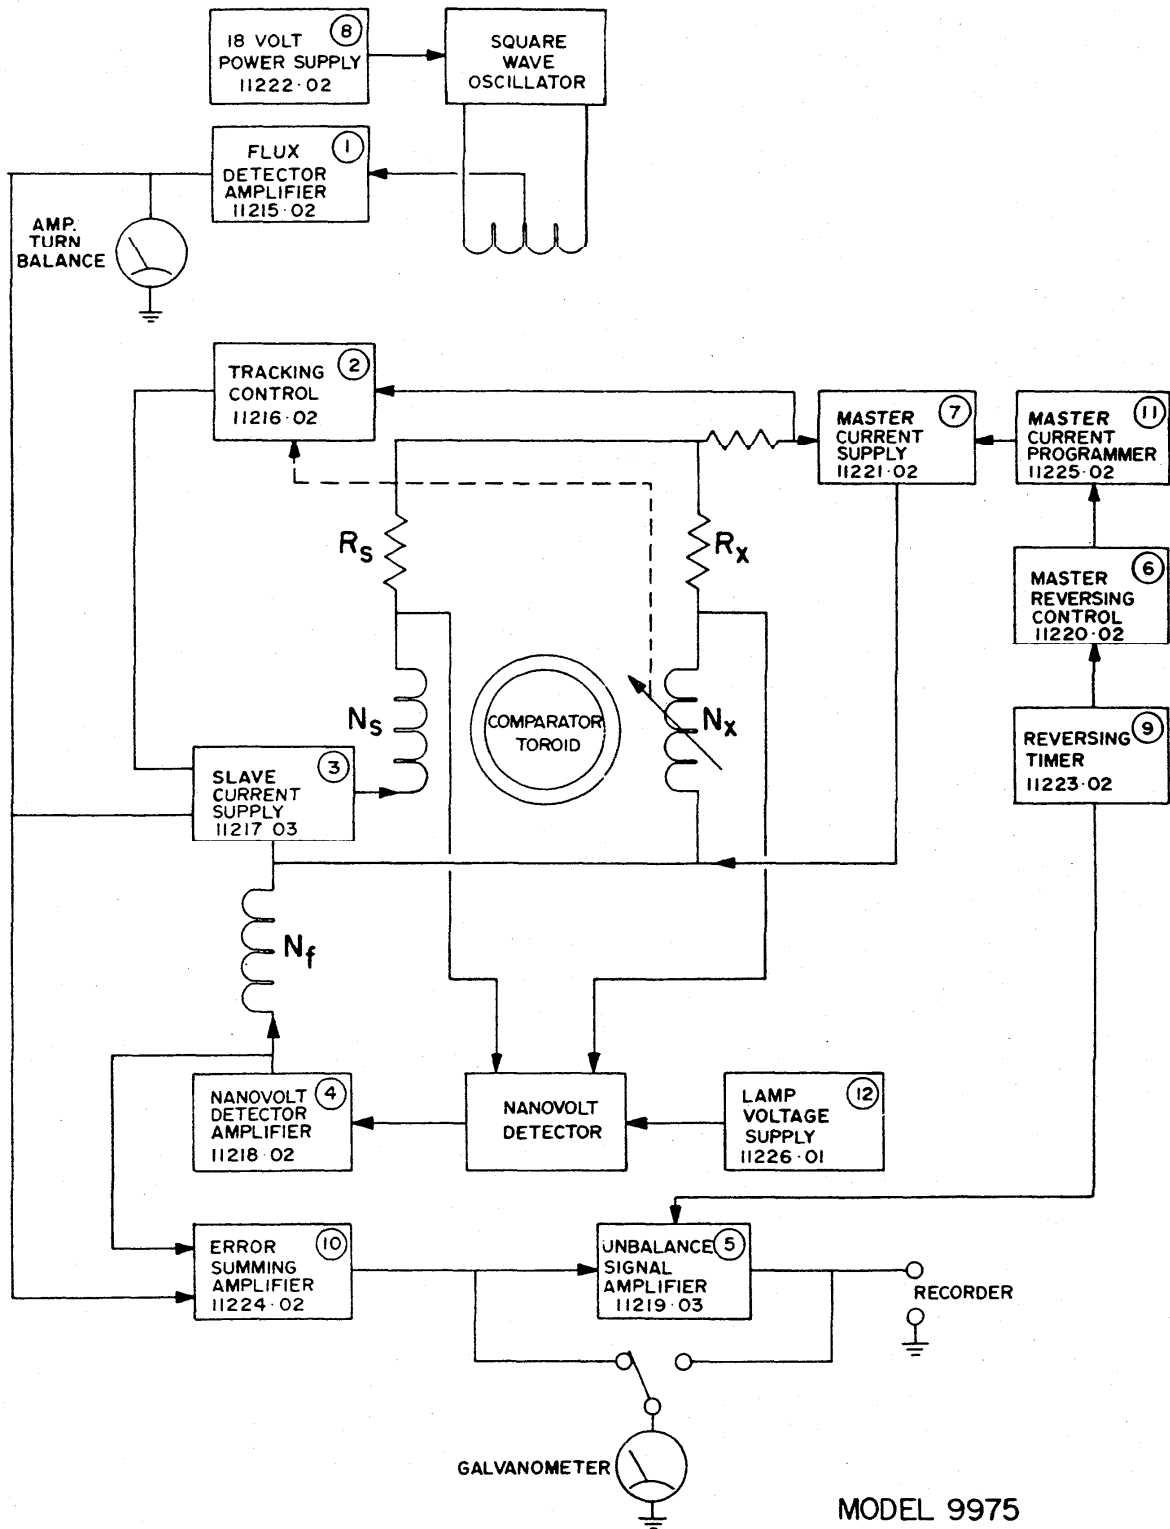 18 VOLT
POWER SUPPLY
11222·02
8
SQUARE
WAVE
OSCILLATOR
FLUX
DETECTOR
AMPLIFIER
11215·02
1
AMP.
TURN
BALANCE
TRACKING
CONTROL
11216·02
2
MASTER
CURRENT
SUPPLY
11221·02
7
MASTER
CURRENT
PROGRAMMER
11225·02
11
Rs
Rx
MASTER
REVERSING
CONTROL
11220·02
6
Ns
COMPARATOR
TOROID
Nx
REVERSING
TIMER
11223·02
9
SLAVE
CURRENT
SUPPLY
11217 03
3
Nf
NANOVOLT
DETECTOR
AMPLIFIER
11218·02
4
NANOVOLT
DETECTOR
LAMP
VOLTAGE
SUPPLY
11226·01
12
ERROR
SUMMING
AMPLIFIER
11224·02
10
UNBALANCE
SIGNAL
AMPLIFIER
11219·03
5
RECORDER
GALVANOMETER
MODEL 9975